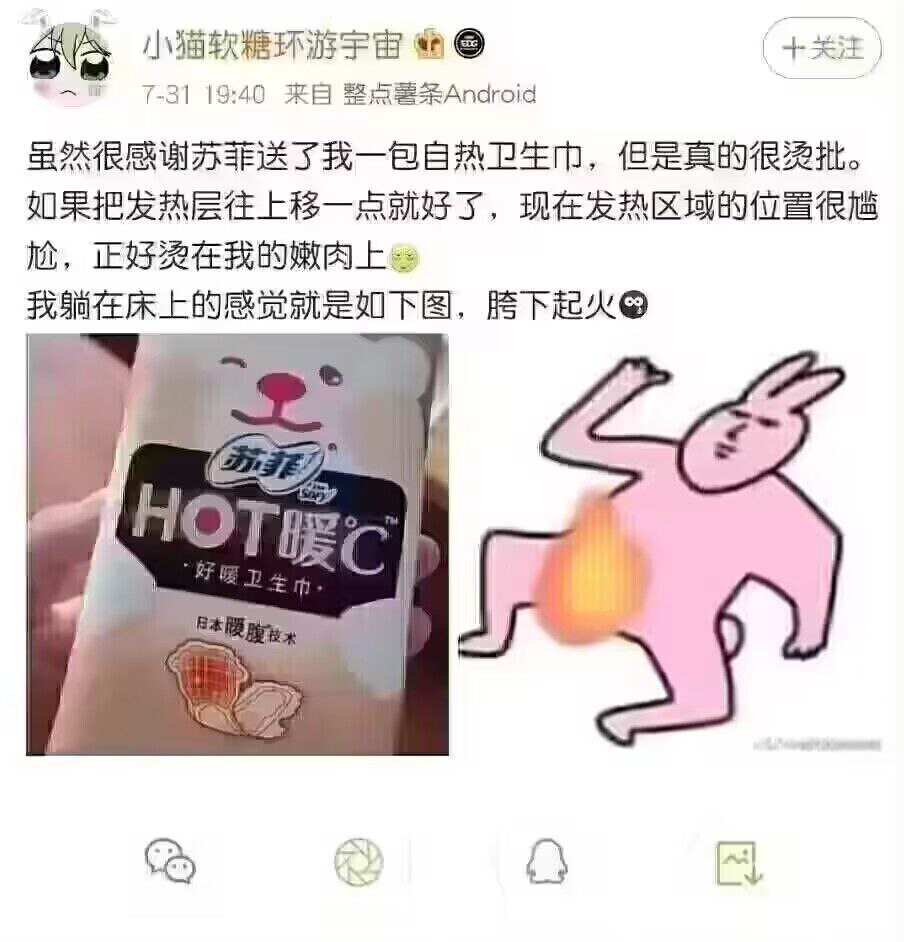 小猫软糖环游宇宙
EDG
十关注
7-31 19:40 来自 整点薯条Android
虽然很感谢苏菲送了我一包自热卫生巾，但是真的很烫批。
如果把发热层往上移一点就好了，现在发热区域的位置很尴
尬，正好烫在我的嫩肉上
我躺在床上的感觉就是如下图，胯下起火
苏菲
Sofy
HOT暖℃™
·好暖卫生巾·
日本腰腹技术